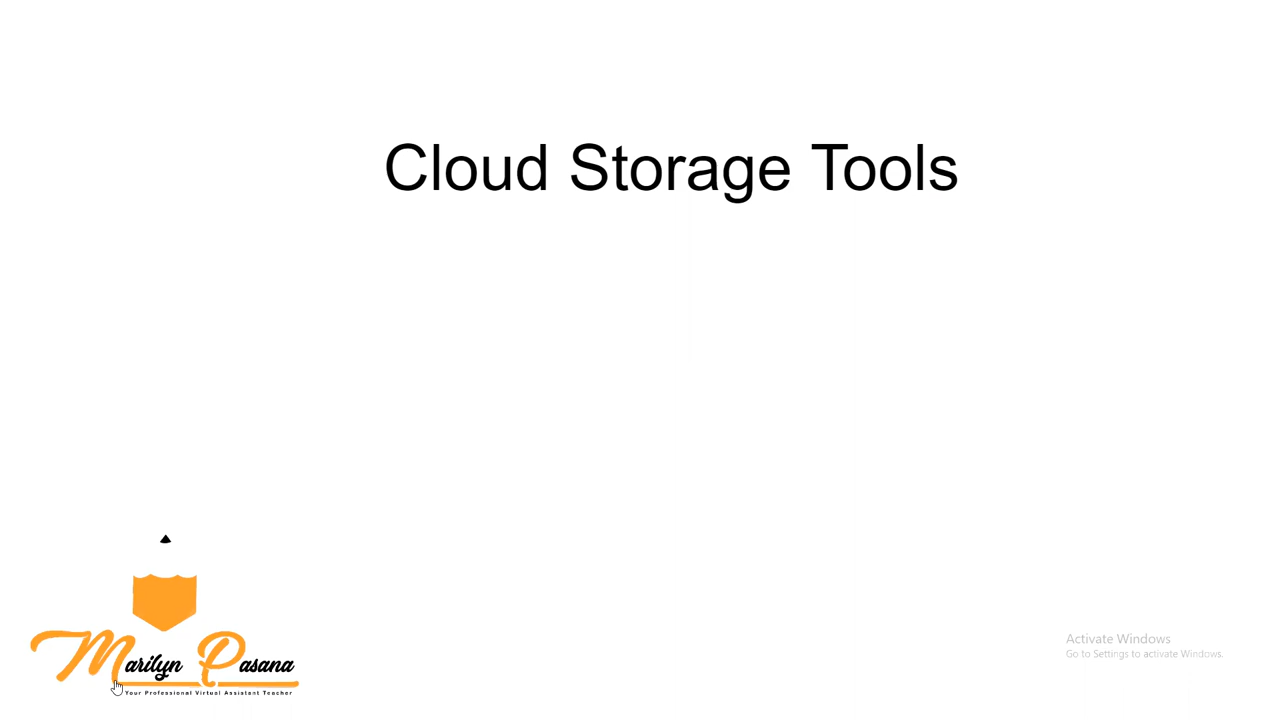 Cloud Storage Tools
Marilyn Pasana
Your Professional Virtual Assistant Teacher
Activate Windows
Go to Settings to activate Windows.